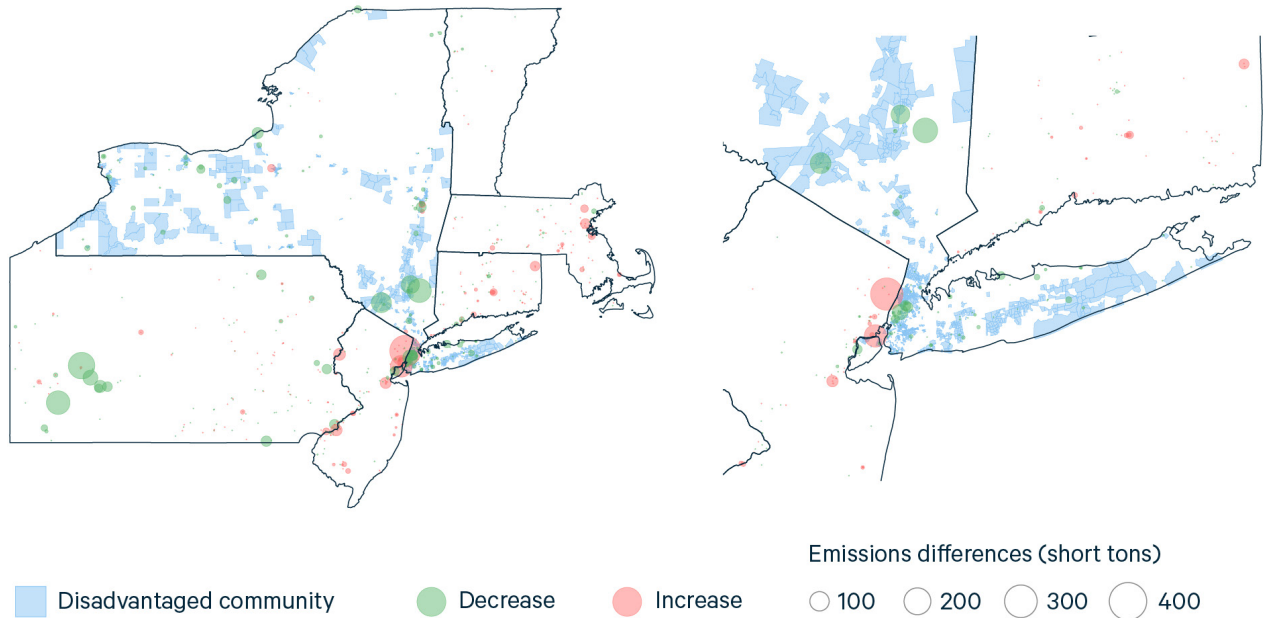 Emissions differences (short tons)
Disadvantaged community Decrease Increase 100 200 300 400